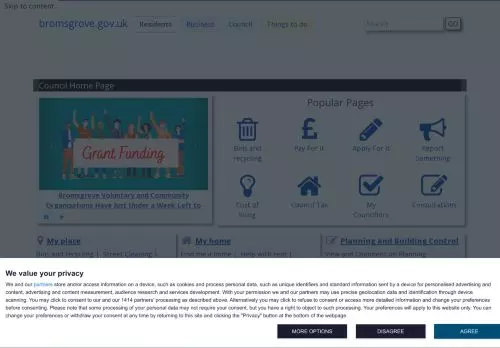 Skip to content...
bromsgrove.gov.uk Residents Business Council Things to do
Search GO
Council Home Page
Grant Funding
Bromsgrove Voluntary and Community
Organisations Have Just Under a Week Left to
Popular Pages
Bins and recycling
Pay For it
Apply For it
Report Something
Cost of living
Council Tax
My Councillors
Consultations
My place
Bins and recycling | Street Cleaning |
My home
Find me a home | Help with rent |
Planning and Building Control
View and Comment on Planning
We value your privacy
We and our partners store and/or access information on a device, such as cookies and process personal data, such as unique identifiers and standard information sent by a device for personalised advertising and
content, advertising and content measurement, audience research and services development. With your permission we and our partners may use precise geolocation data and identification through device
scanning. You may click to consent to our and our 1414 partners' processing as described above. Alternatively you may click to refuse to consent or access more detailed information and change your preferences
before consenting. Please note that some processing of your personal data may not require your consent, but you have a right to object to such processing. Your preferences will apply to this website only. You can
change your preferences or withdraw your consent at any time by returning to this site and clicking the "Privacy" button at the bottom of the webpage.
MORE OPTIONS DISAGREE AGREE